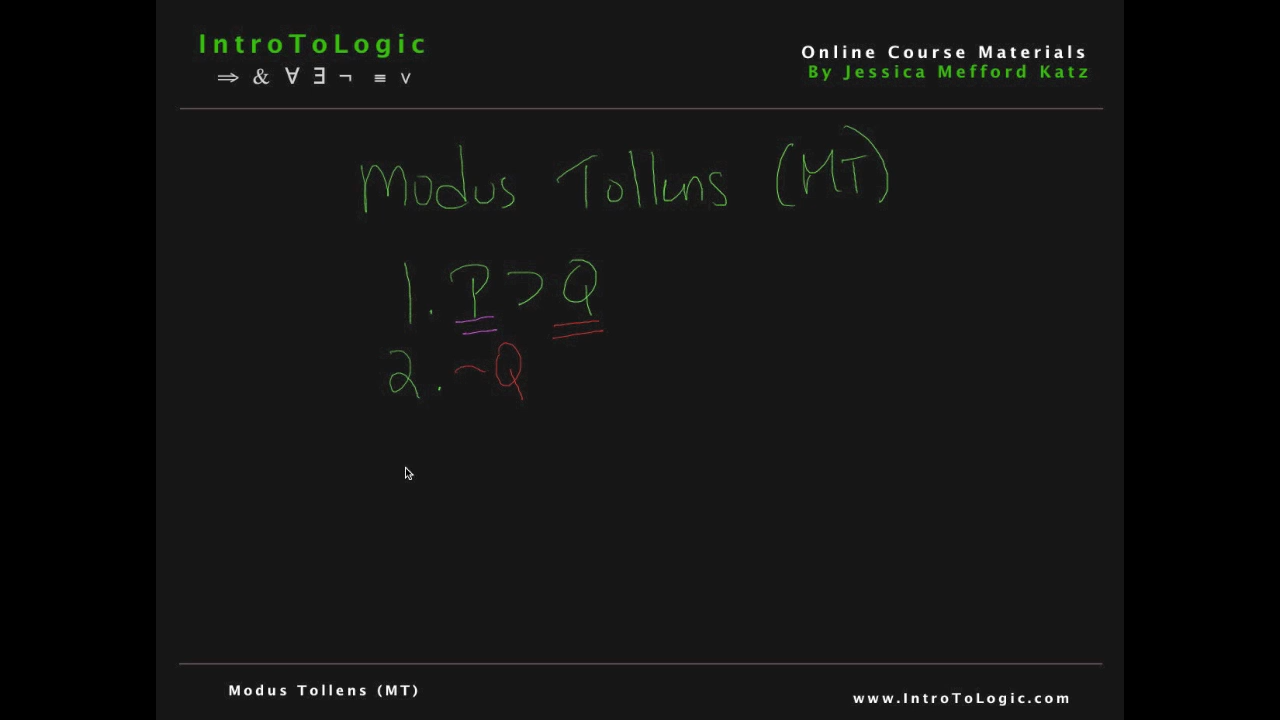 IntroToLogic
⇒ & ∀ ∃ ¬ ≡ v
Online Course Materials
By Jessica Mefford Katz
Modus Tollens (MT)
1. P ⊃ Q
2. ~Q
Modus Tollens (MT)
www.IntroToLogic.com